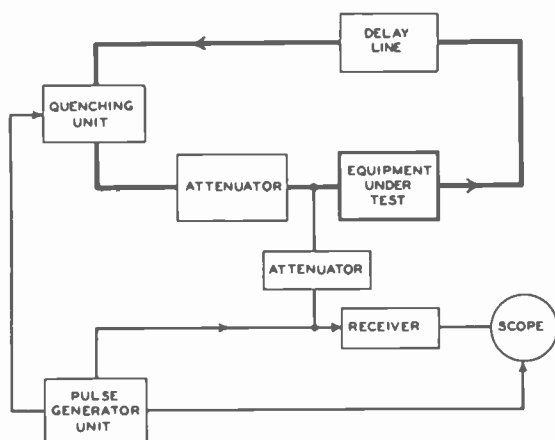 DELAY
LINE
QUENCHING
UNIT
ATTENUATOR
EQUIPMENT
UNDER
TEST
ATTENUATOR
RECEIVER
SCOPE
PULSE
GENERATOR
UNIT